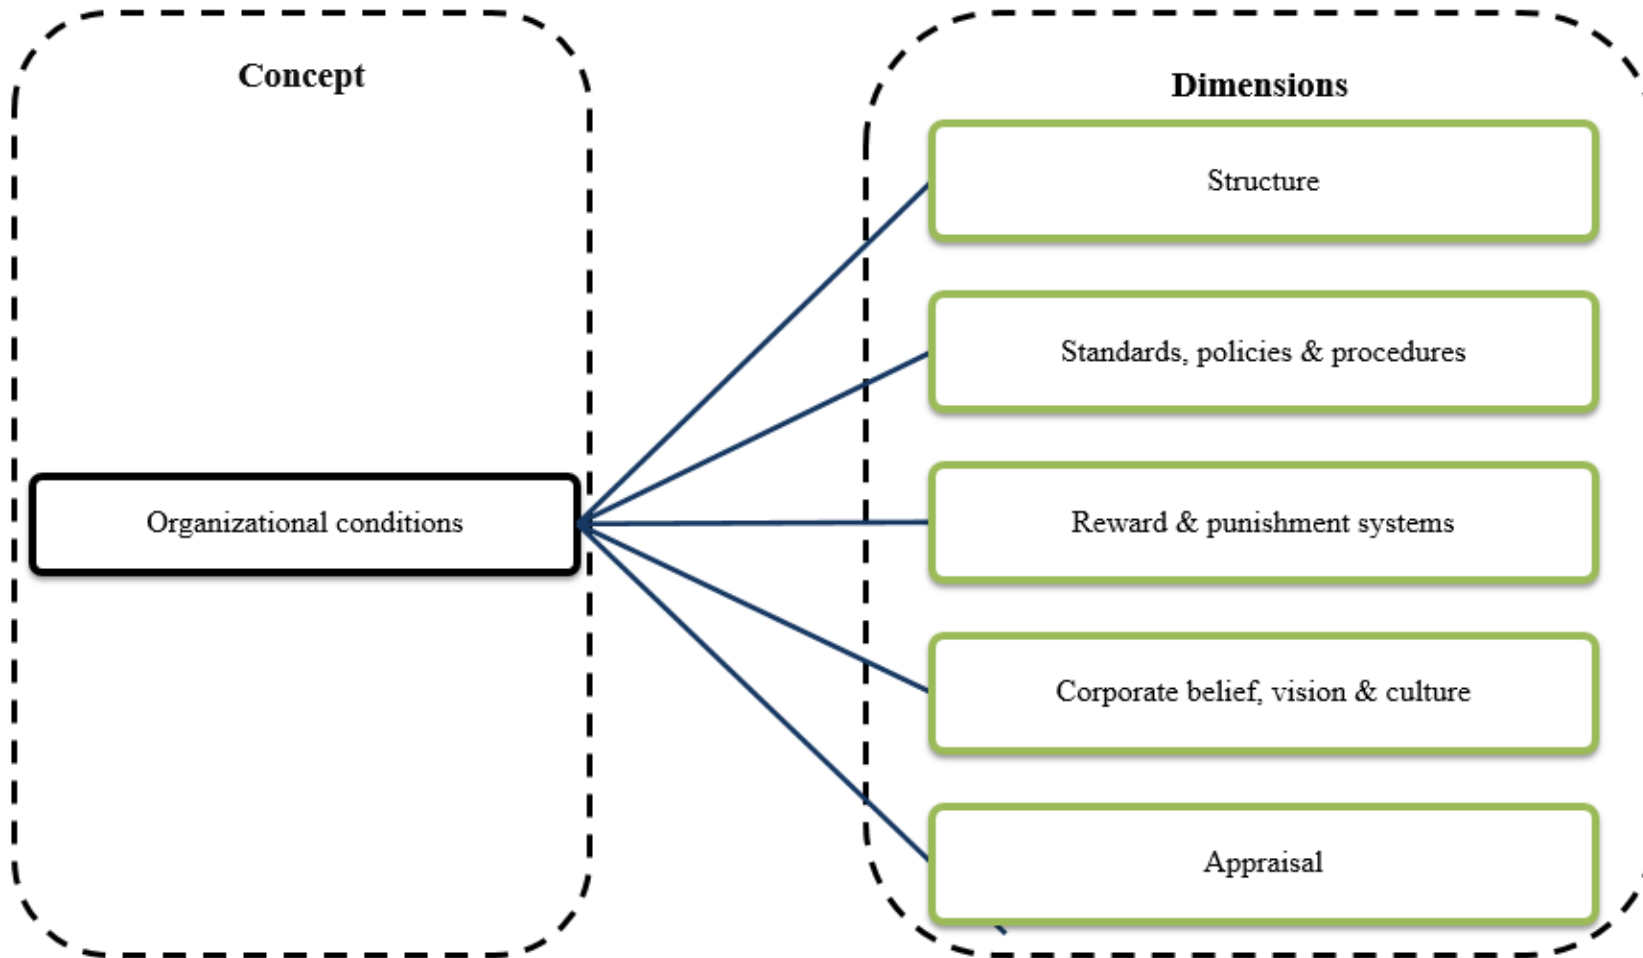 Concept
Dimensions
Structure
Standards, policies & procedures
Organizational conditions
Reward & punishment systems
Corporate belief, vision & culture
Appraisal